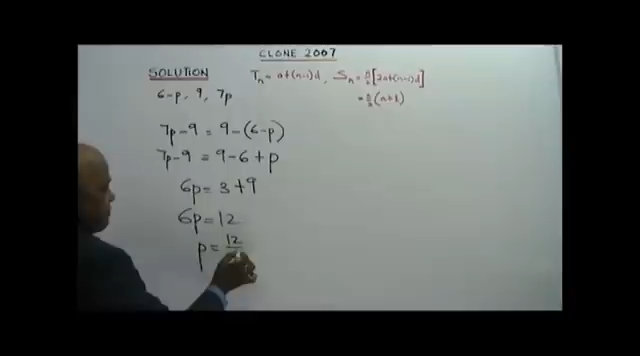 CLONE 2007
SOLUTION
Tn = a+(n-1)d, Sn = n/2[2a+(n-1)d]
6-p, 9, 7p
= n/2(a+l)
7p-9 = 9-(6-p)
7p-9 = 9-6+p
6p = 3+9
6p = 12
p = 12